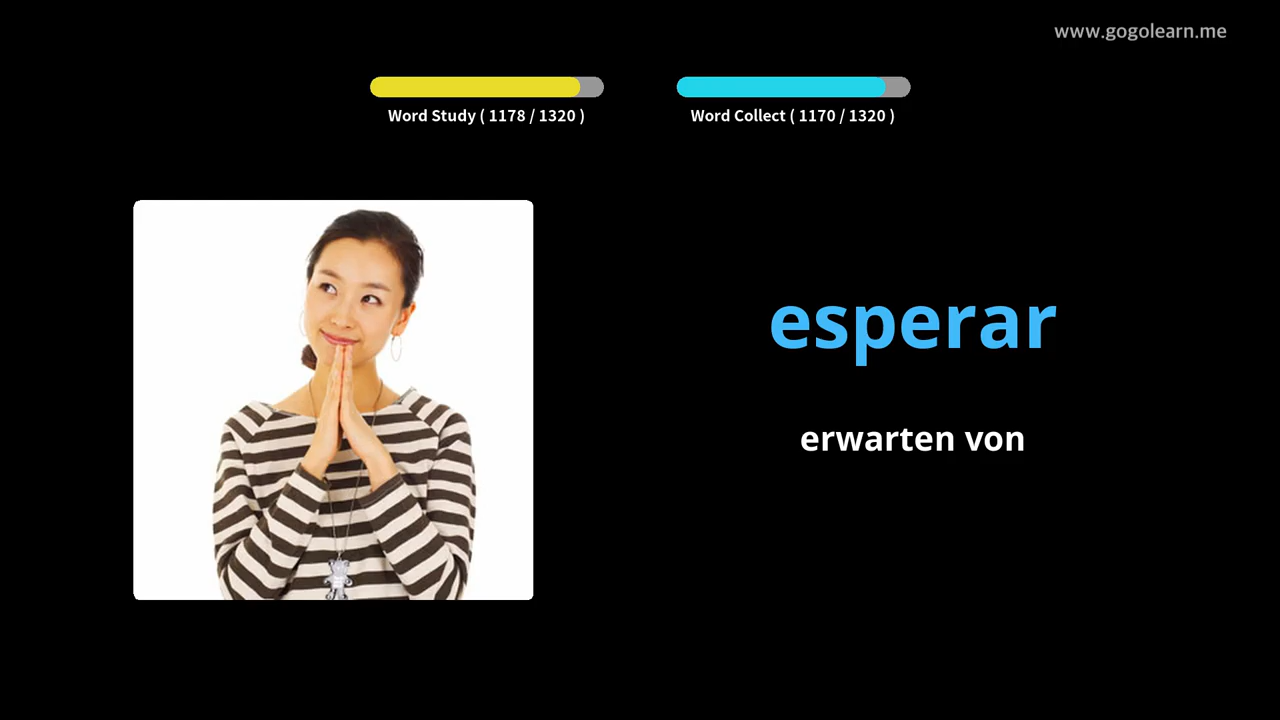 www.gogolearn.me
Word Study ( 1178 / 1320 )
Word Collect ( 1170 / 1320 )
esperar
erwarten von